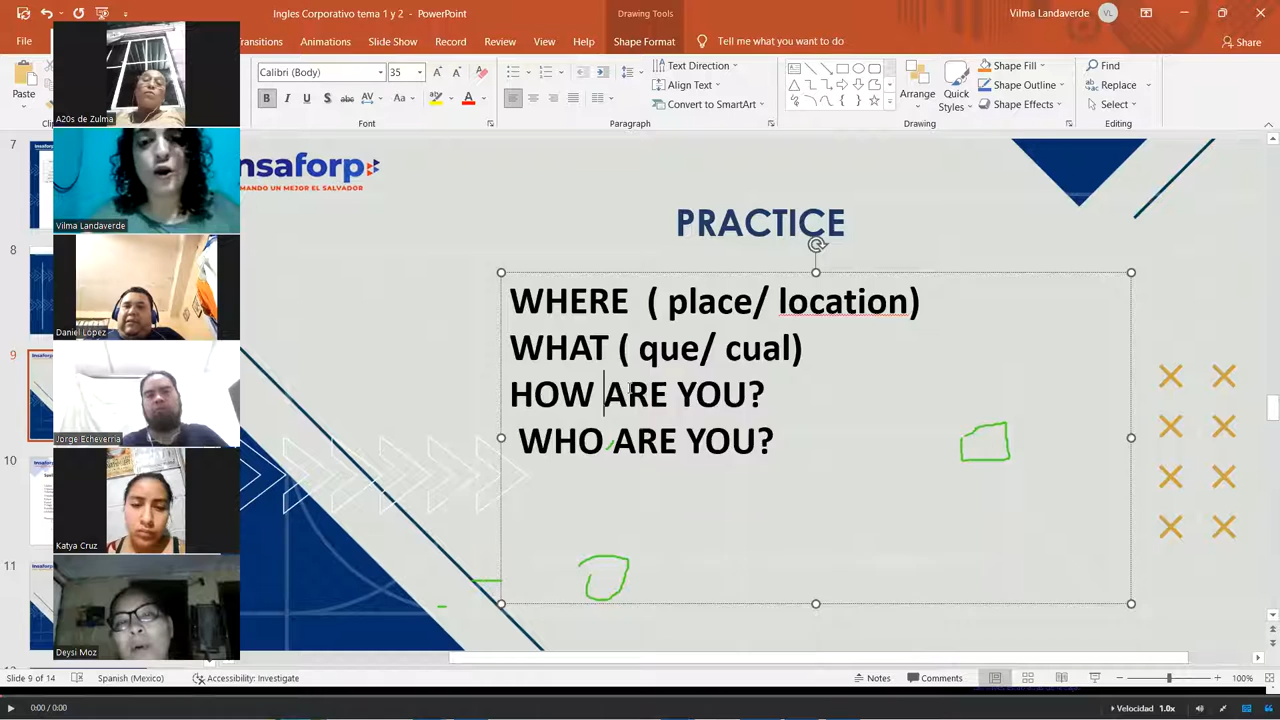 Ingles Corporativo tema 1 y 2 - PowerPoint
Drawing Tools
Vilma Landaverde
VL
File
Transitions
Animations
Slide Show
Record
Review
View
Help
Shape Format
Tell me what you want to do
Share
Paste
Calibri (Body)
35
Text Direction
Align Text
Convert to SmartArt
Arrange
Quick Styles
Shape Fill
Shape Outline
Shape Effects
Find
Replace
Select
Font
Paragraph
Drawing
Editing
A20s de Zulma
Vilma Landaverde
Daniel López
Jorge Echeverria
Katya Cruz
Deysi Moz
7
8
9
10
11
nsaforp
MANDO UN MEJOR EL SALVADOR
PRACTICE
WHERE ( place/ location)
WHAT ( que/ cual)
HOW ARE YOU?
WHO ARE YOU?
Slide 9 of 14
Spanish (Mexico)
Accessibility: Investigate
Notes
Comments
100%
0:00 / 0:00
Velocidad 1.0x